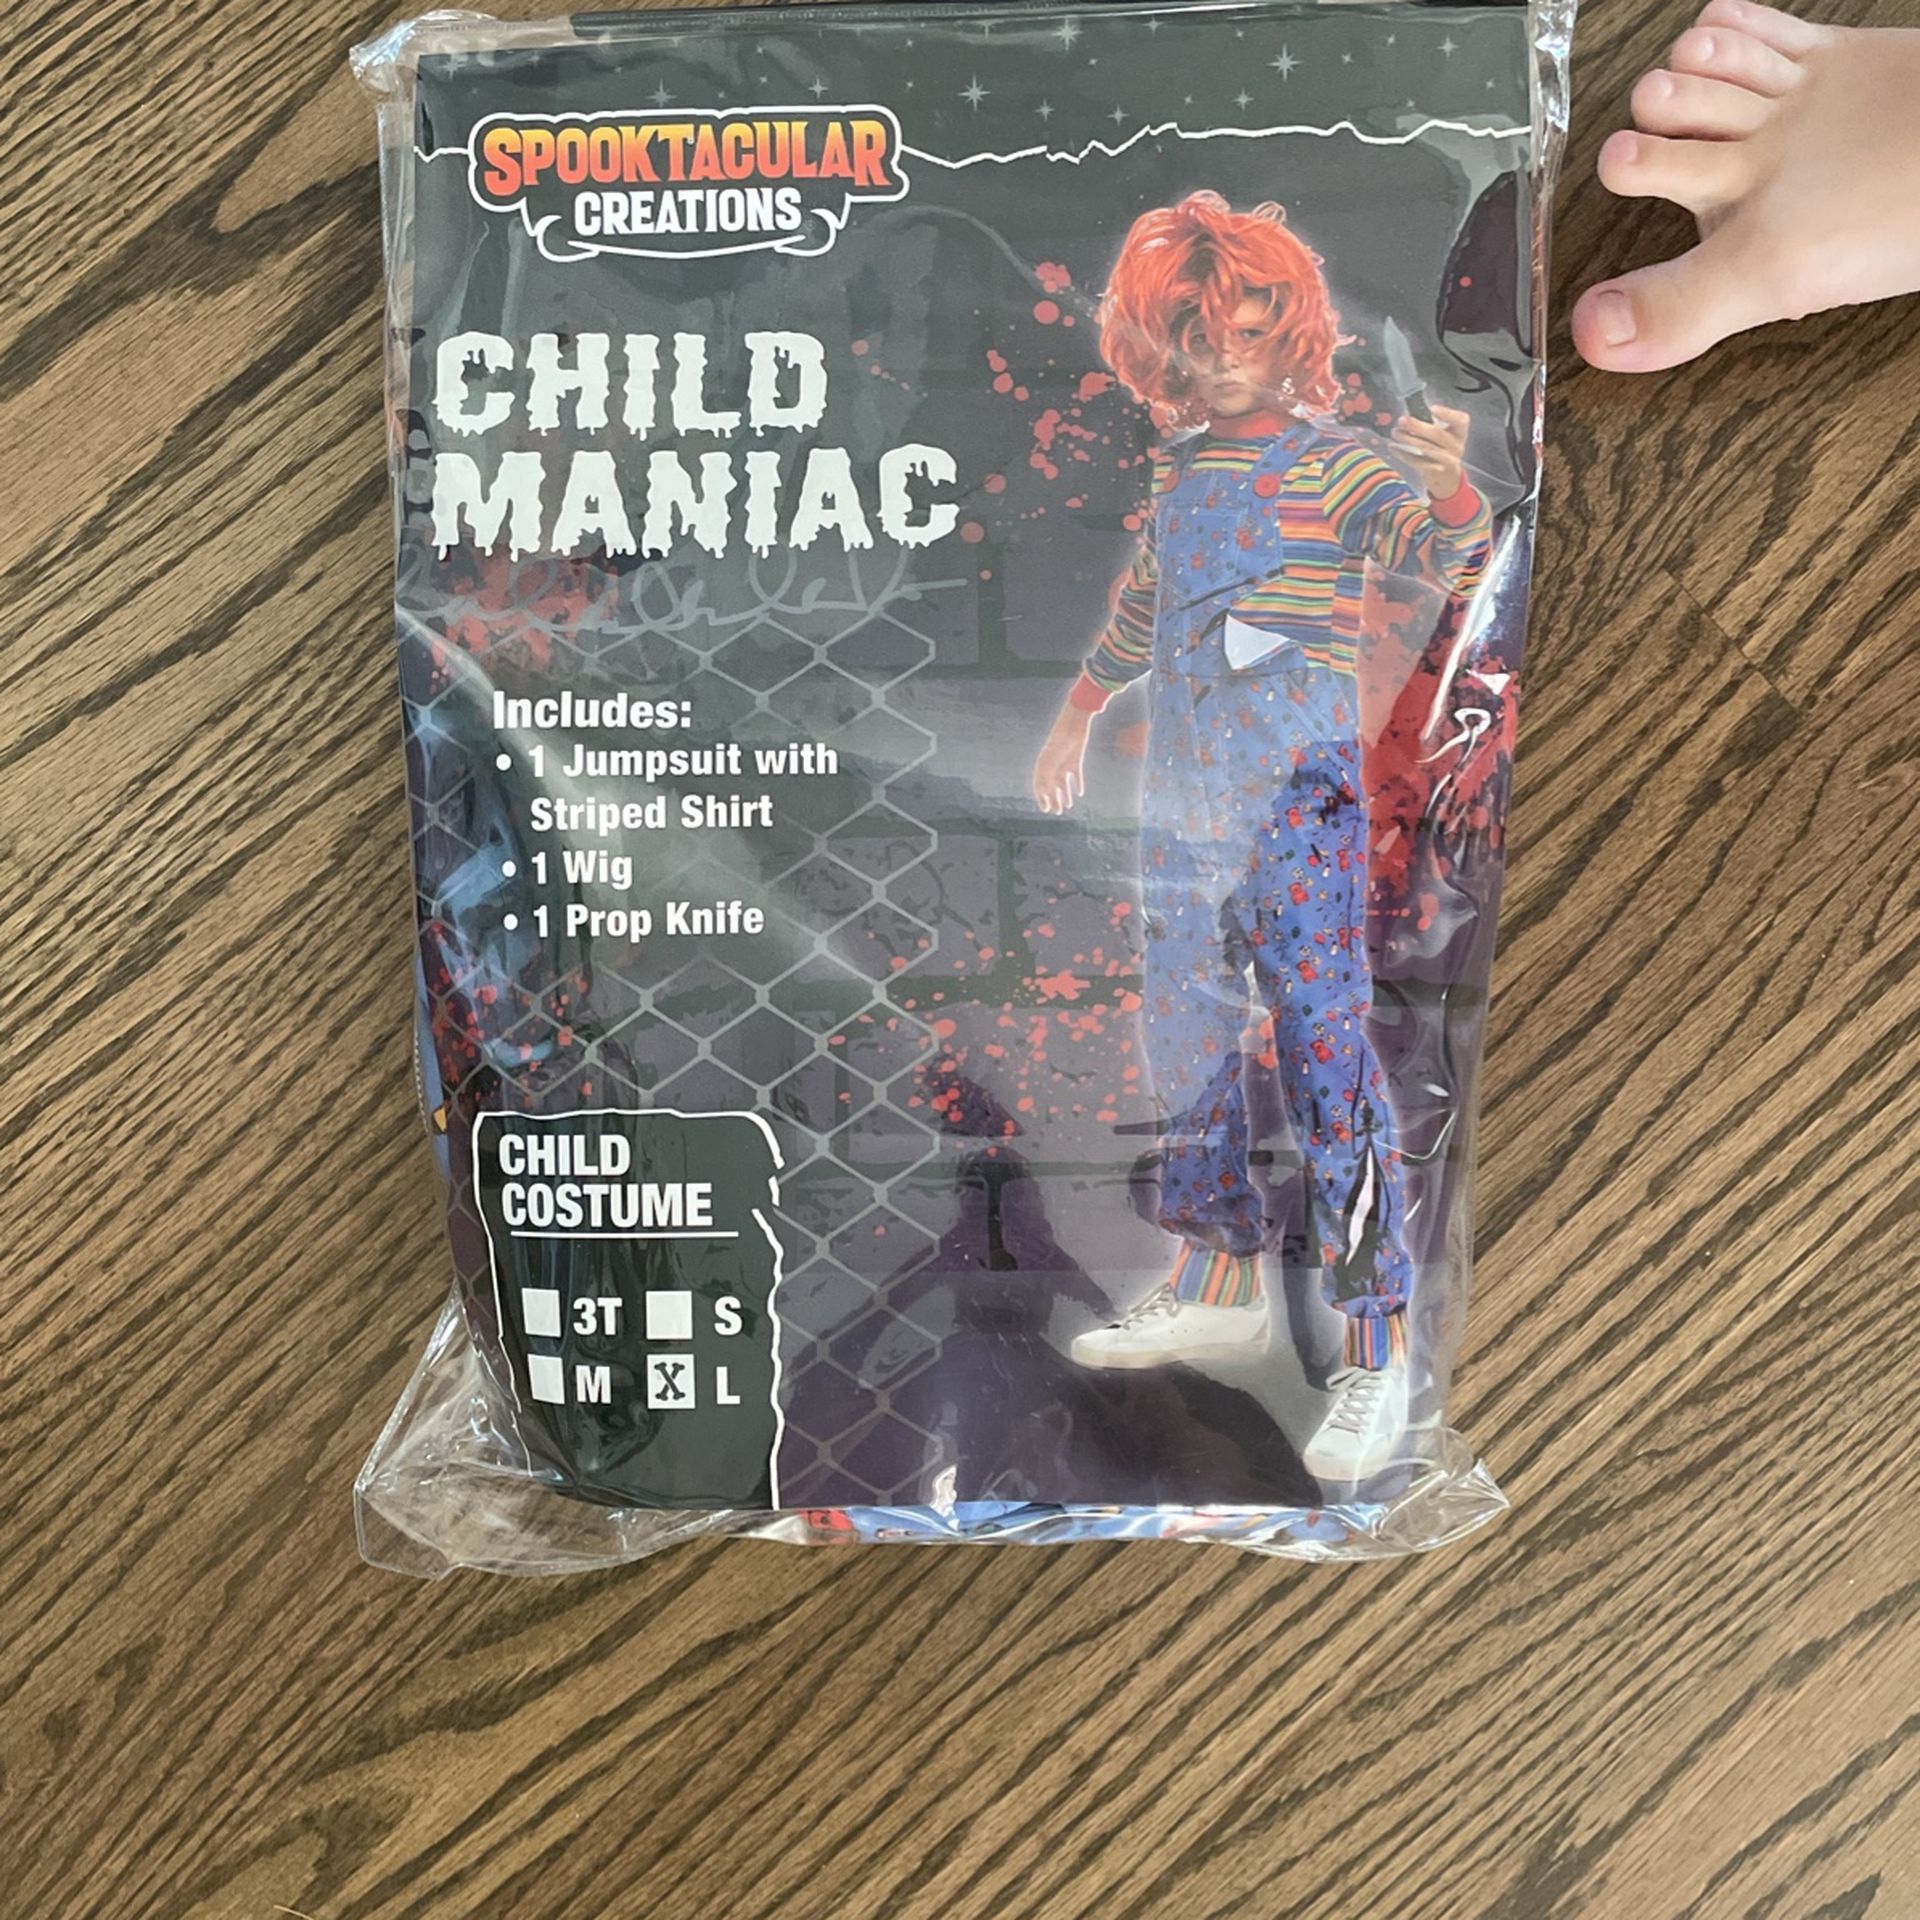 SPOOKTACULAR
CREATIONS
CHILD
MANIAC
Includes:
• 1 Jumpsuit with
Striped Shirt
• 1 Wig
• 1 Prop Knife
CHILD
COSTUME
3T S
M X L